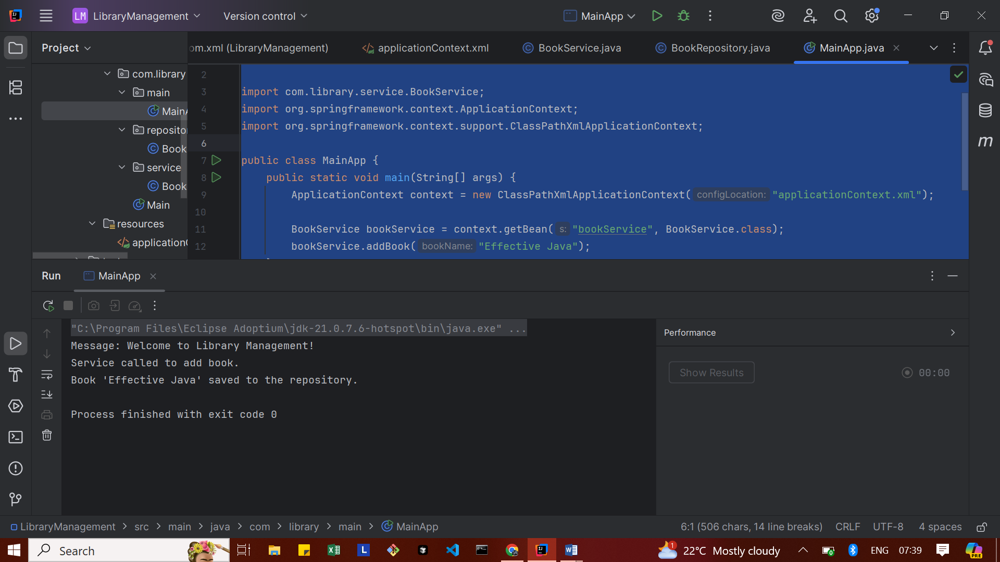 LM LibraryManagement
Version control
MainApp
Project
om.xml (LibraryManagement)
applicationContext.xml
BookService.java
BookRepository.java
MainApp.java
com.library
main
MainA
reposito
Book
service
Book
Main
resources
applicationC
2
3 import com.library.service.BookService;
4 import org.springframework.context.ApplicationContext;
5 import org.springframework.context.support.ClassPathXmlApplicationContext;
6
7 public class MainApp {
8 public static void main(String[] args) {
9 ApplicationContext context = new ClassPathXmlApplicationContext( configLocation: "applicationContext.xml");
10
11 BookService bookService = context.getBean( s: "bookService", BookService.class);
12 bookService.addBook( bookName: "Effective Java");
Run
MainApp
"C:\Program Files\Eclipse Adoptium\jdk-21.0.7.6-hotspot\bin\java.exe" ...
Message: Welcome to Library Management!
Service called to add book.
Book 'Effective Java' saved to the repository.
Process finished with exit code 0
Performance
Show Results
00:00
LibraryManagement > src > main > java > com > library > main > MainApp
6:1 (506 chars, 14 line breaks)
CRLF
UTF-8
4 spaces
Search
1
22°C Mostly cloudy
ENG
07:39
PRE